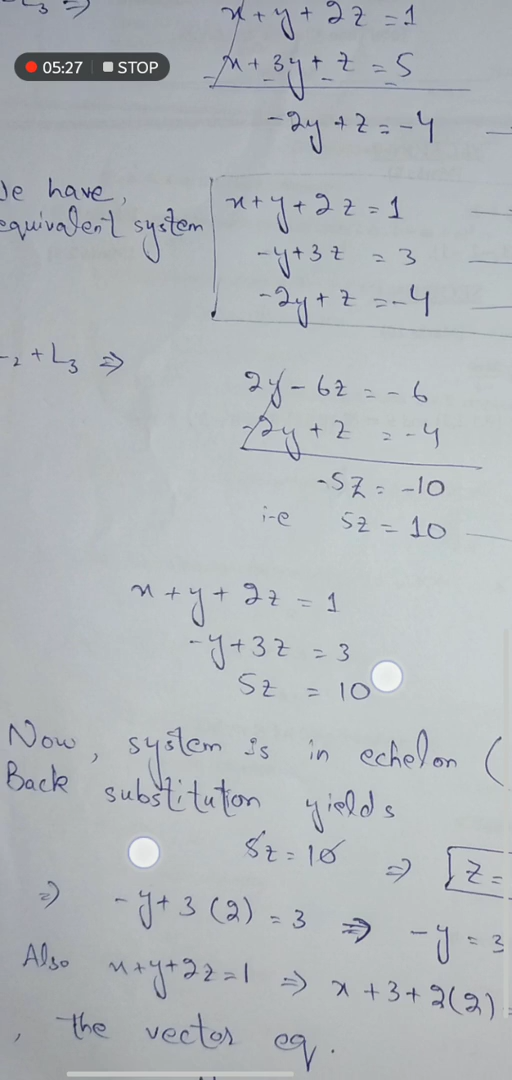 L3 ⇒ x + y + 2z = 1
05:27 STOP
x + 3y + z = 5
-2y + z = -4
have,
equivalent system
x + y + 2z = 1
-y + 3z = 3
-2y + z = -4
2 + L3 ⇒
2y - 6z = -6
-2y + z = -4
-5z = -10
i-e 5z = 10
x + y + 2z = 1
-y + 3z = 3
5z = 10
Now, system is in echelon (
Back substitution yields
5z = 10 ⇒ z =
⇒ -y + 3(2) = 3 ⇒ -y = 3
Also x + y + 2z = 1 ⇒ x + 3 + 2(2)
, the vector eq.